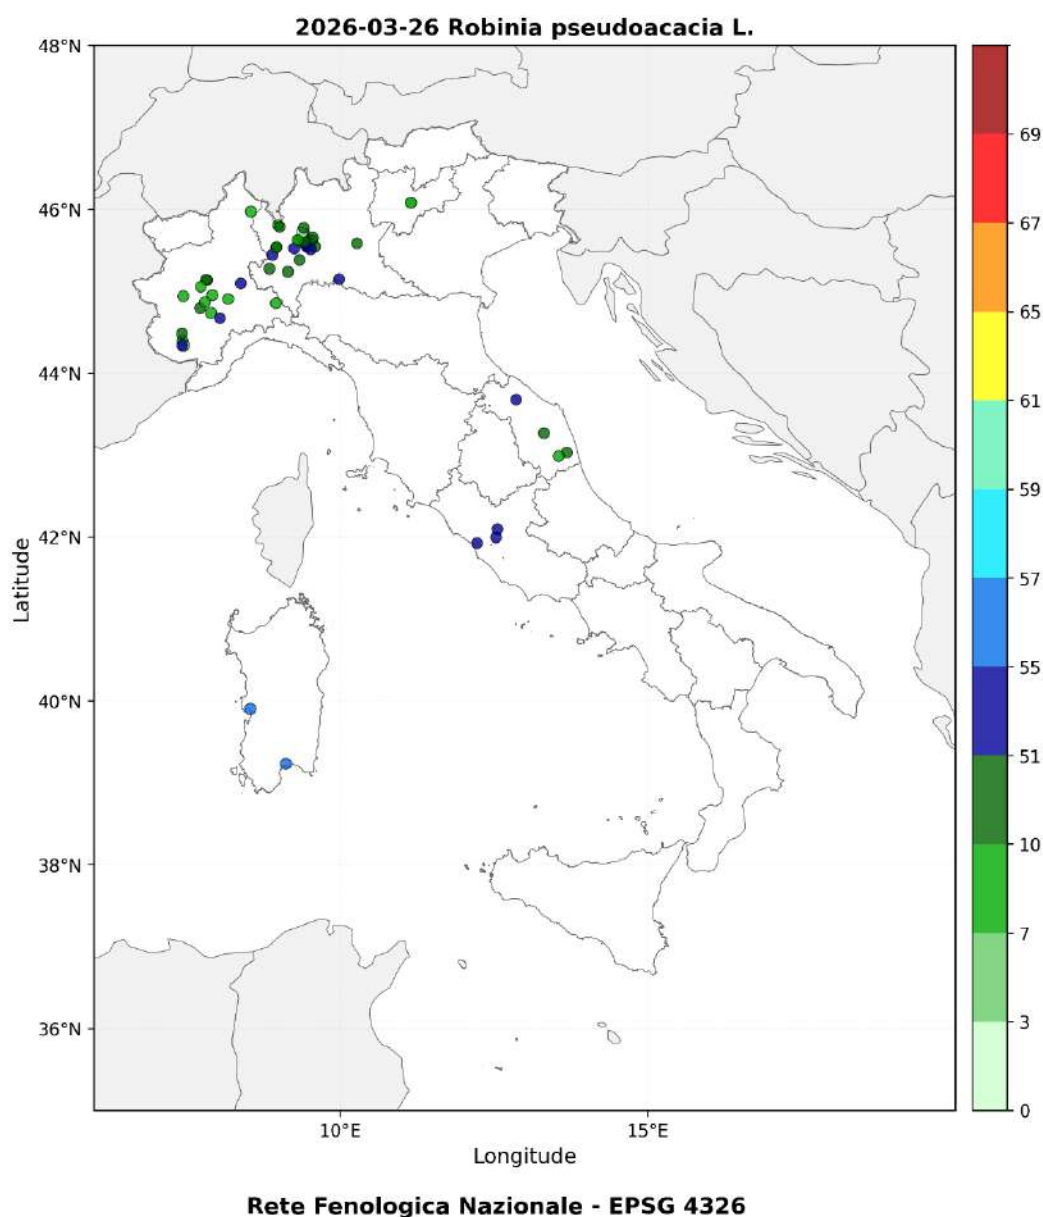 2026-03-26 Robinia pseudoacacia L.
48°N
46°N
44°N
42°N
40°N
38°N
36°N
Latitude
10°E
15°E
Longitude
69
67
65
61
59
57
55
51
10
7
3
0
Rete Fenologica Nazionale - EPSG 4326